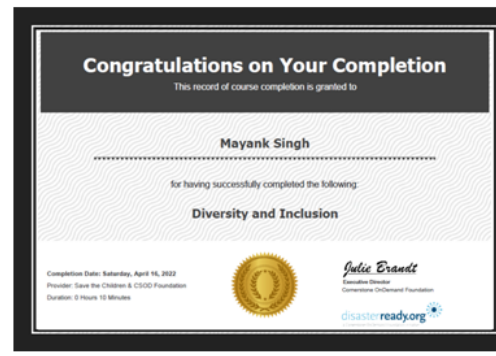 Congratulations on Your Completion
This record of course completion is granted to
Mayank Singh
for having successfully completed the following:
Diversity and Inclusion
Completion Date: Saturday, April 16, 2022
Provider: Save the Children & CSOD Foundation
Duration: 0 Hours 10 Minutes
Julie Brandt
Executive Director
Cornerstone OnDemand Foundation
disasterready.org